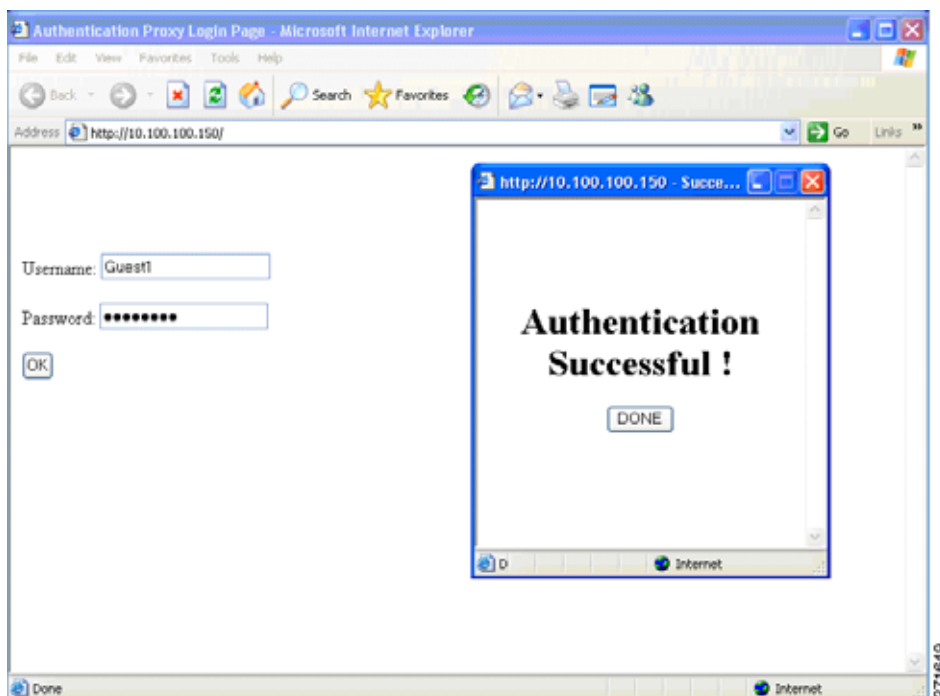 Authentication Proxy Login Page - Microsoft Internet Explorer
File Edit View Favorites Tools Help
Back Search Favorites
Address http://10.100.100.150/ Go Links »
http://10.100.100.150 - Succe...
Username: Guest1
Password: ●●●●●●●●
OK
Authentication
Successful !
DONE
D Internet
Done Internet